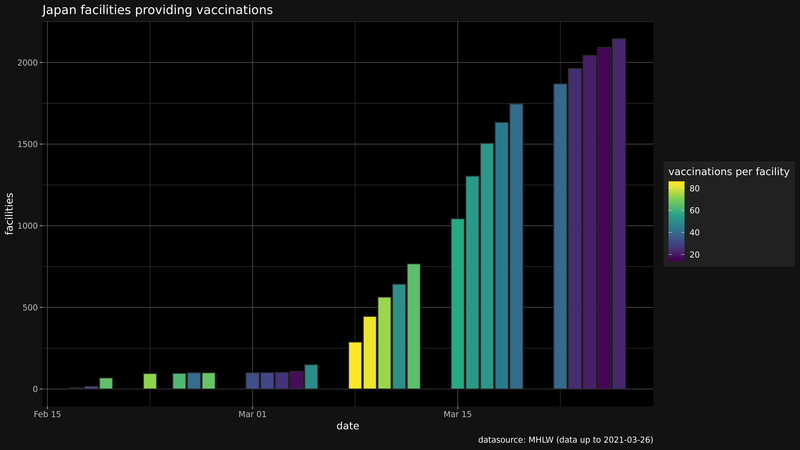 Japan facilities providing vaccinations
facilities
2000
1500
1000
500
0
Feb 15
Mar 01
Mar 15
date
vaccinations per facility
80
60
40
20
datasource: MHLW (data up to 2021-03-26)